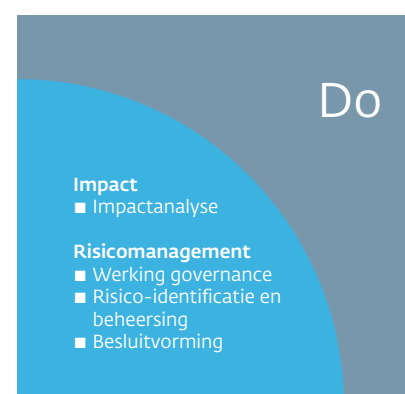 Do
Impact
■ Impactanalyse
Risicomanagement
■ Werking governance
■ Risico-identificatie en
beheersing
■ Besluitvorming